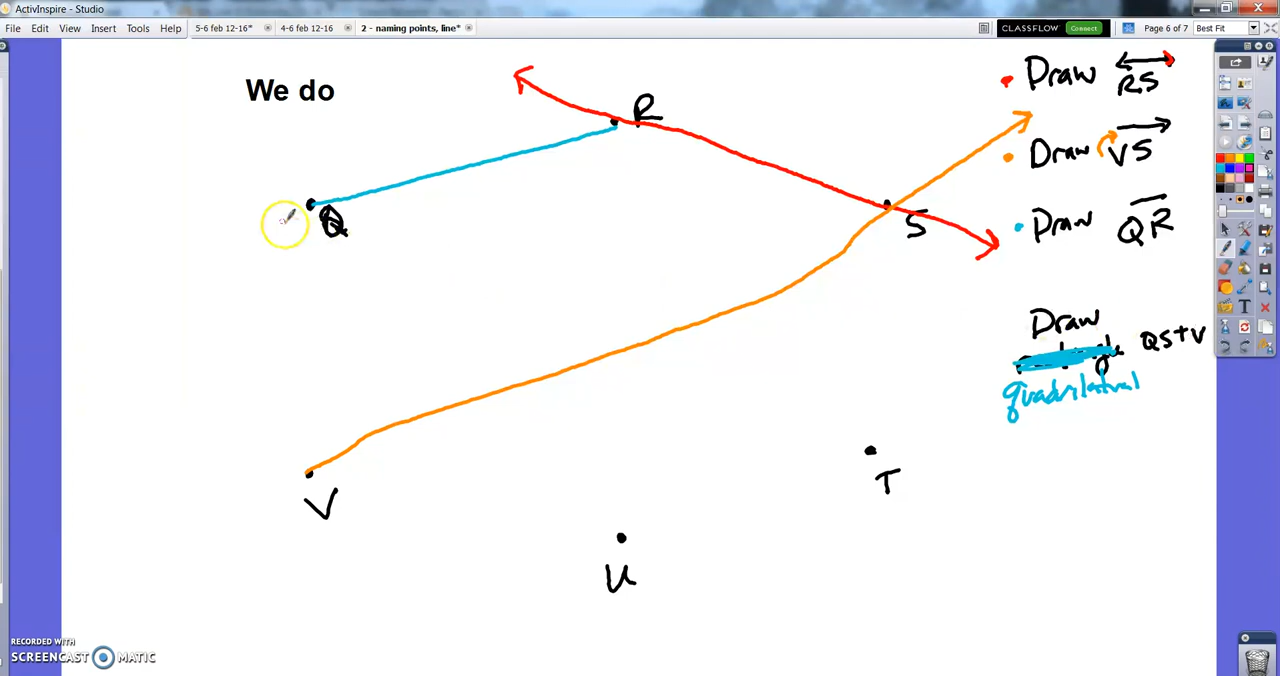 ActivInspire - Studio
File Edit View Insert Tools Help
5-6 feb 12-16*
4-6 feb 12-16
2 - naming points, line*
CLASSFLOW
Connect
Page 6 of 7
Best Fit
We do
R
Q
S
V
T
U
Draw RS
Draw VS
Draw QR
Draw
QSTV
quadrilateral
RECORDED WITH
SCREENCAST MATIC